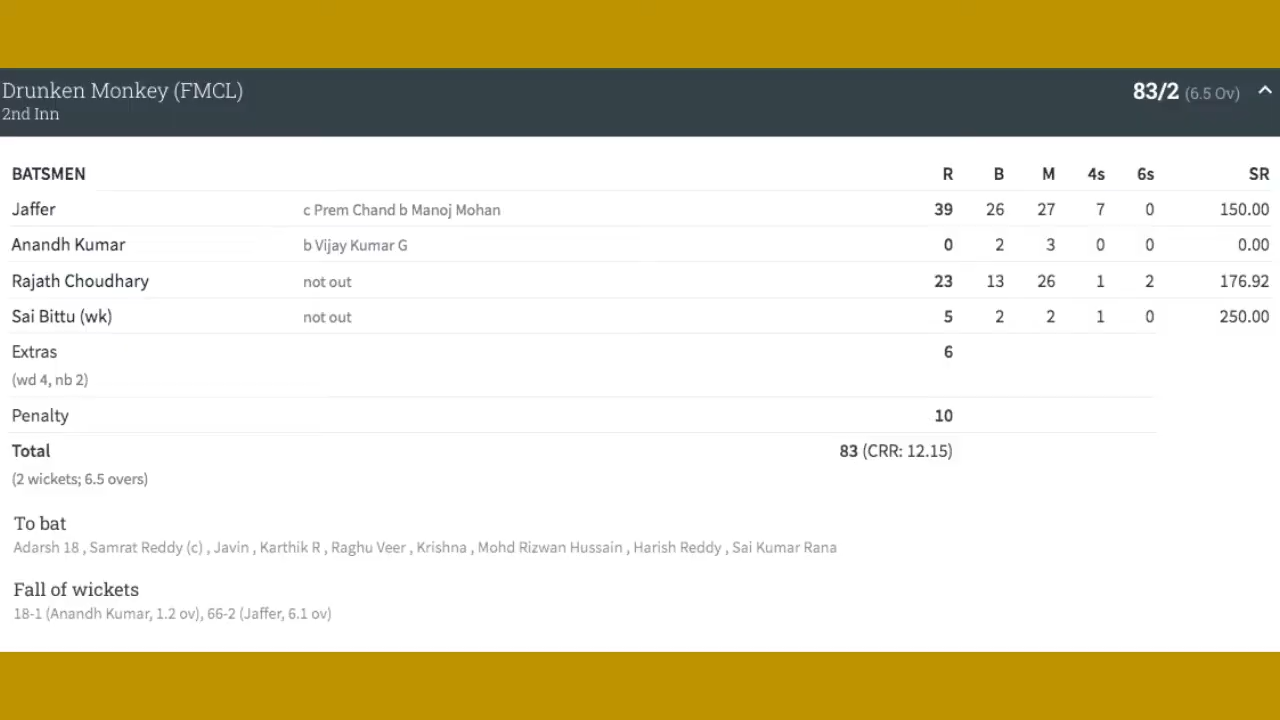 Drunken Monkey (FMCL) 83/2 (6.5 Ov)
2nd Inn
BATSMEN R B M 4s 6s SR
Jaffer c Prem Chand b Manoj Mohan 39 26 27 7 0 150.00
Anandh Kumar b Vijay Kumar G 0 2 3 0 0 0.00
Rajath Choudhary not out 23 13 26 1 2 176.92
Sai Bittu (wk) not out 5 2 2 1 0 250.00
Extras 6
(wd 4, nb 2)
Penalty 10
Total 83 (CRR: 12.15)
(2 wickets; 6.5 overs)
To bat
Adarsh 18 , Samrat Reddy (c) , Javin , Karthik R , Raghu Veer , Krishna , Mohd Rizwan Hussain , Harish Reddy , Sai Kumar Rana
Fall of wickets
18-1 (Anandh Kumar, 1.2 ov), 66-2 (Jaffer, 6.1 ov)